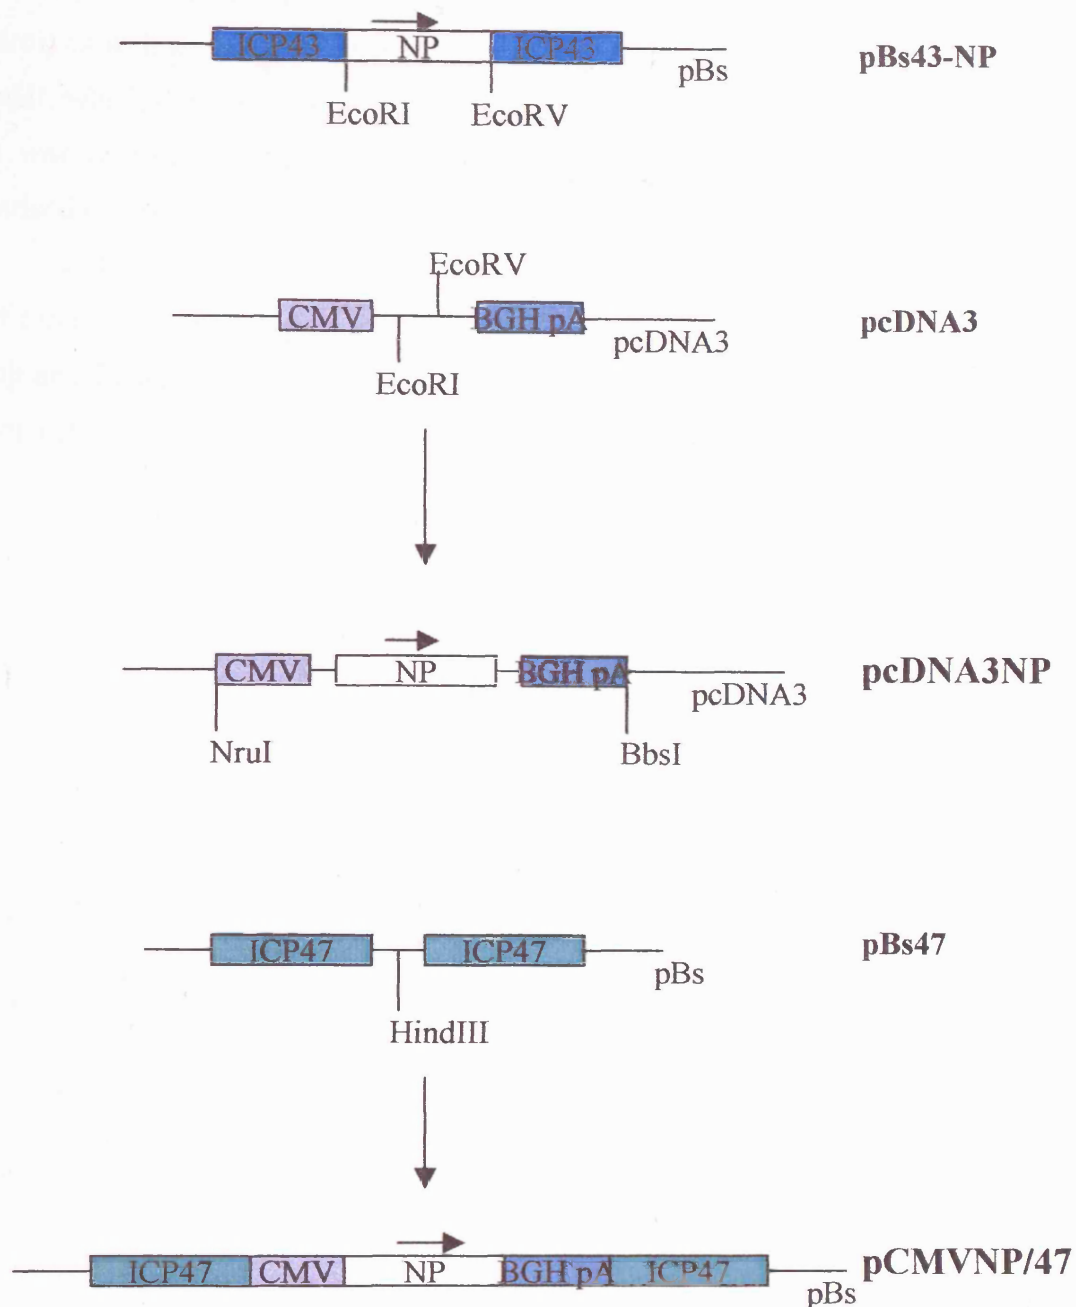 ICP43 NP ICP43
pBs
pBs43-NP
EcoRI EcoRV
EcoRV
CMV BGH pA
pcDNA3
pcDNA3
EcoRI
CMV NP BGH pA
pcDNA3
pcDNA3NP
NruI BbsI
ICP47 ICP47
pBs
pBs47
HindIII
ICP47 CMV NP BGH pA ICP47
pBs
pCMVNP/47